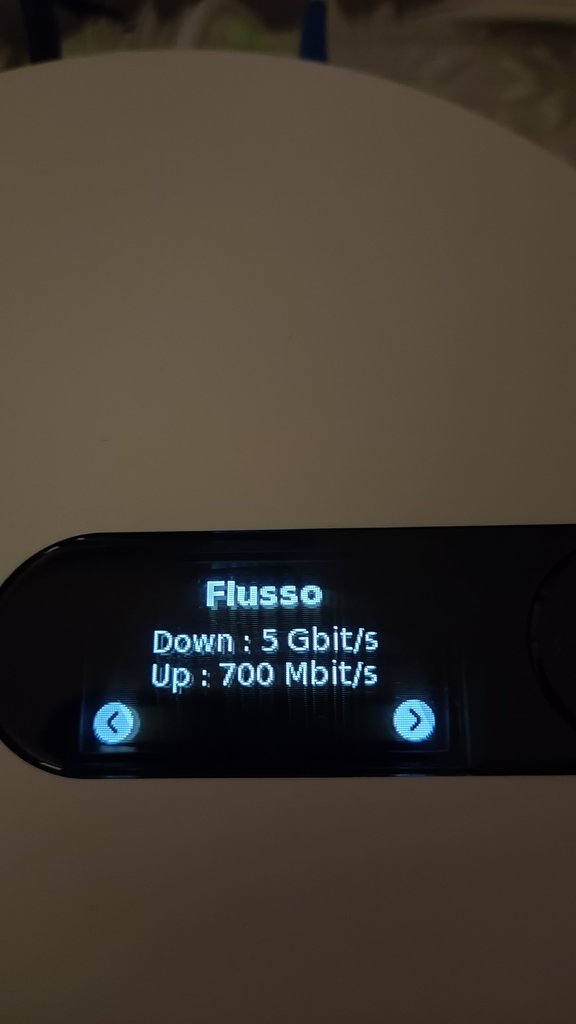 Flusso
Down : 5 Gbit/s
Up : 700 Mbit/s